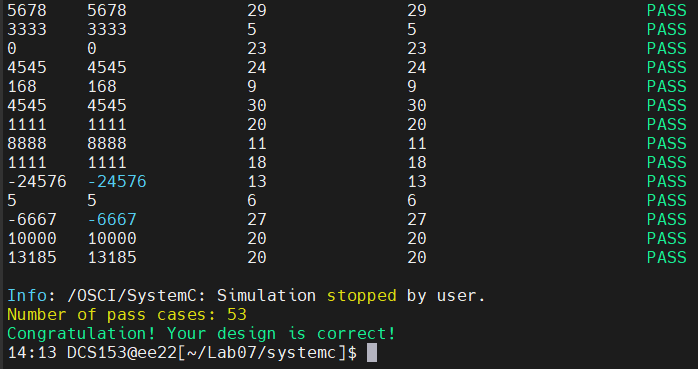 5678 5678 29 29 PASS
3333 3333 5 5 PASS
0 0 23 23 PASS
4545 4545 24 24 PASS
168 168 9 9 PASS
4545 4545 30 30 PASS
1111 1111 20 20 PASS
8888 8888 11 11 PASS
1111 1111 18 18 PASS
-24576 -24576 13 13 PASS
5 5 6 6 PASS
-6667 -6667 27 27 PASS
10000 10000 20 20 PASS
13185 13185 20 20 PASS
Info: /OSCI/SystemC: Simulation stopped by user.
Number of pass cases: 53
Congratulation! Your design is correct!
14:13 DCS153@ee22[~/Lab07/systemc]$